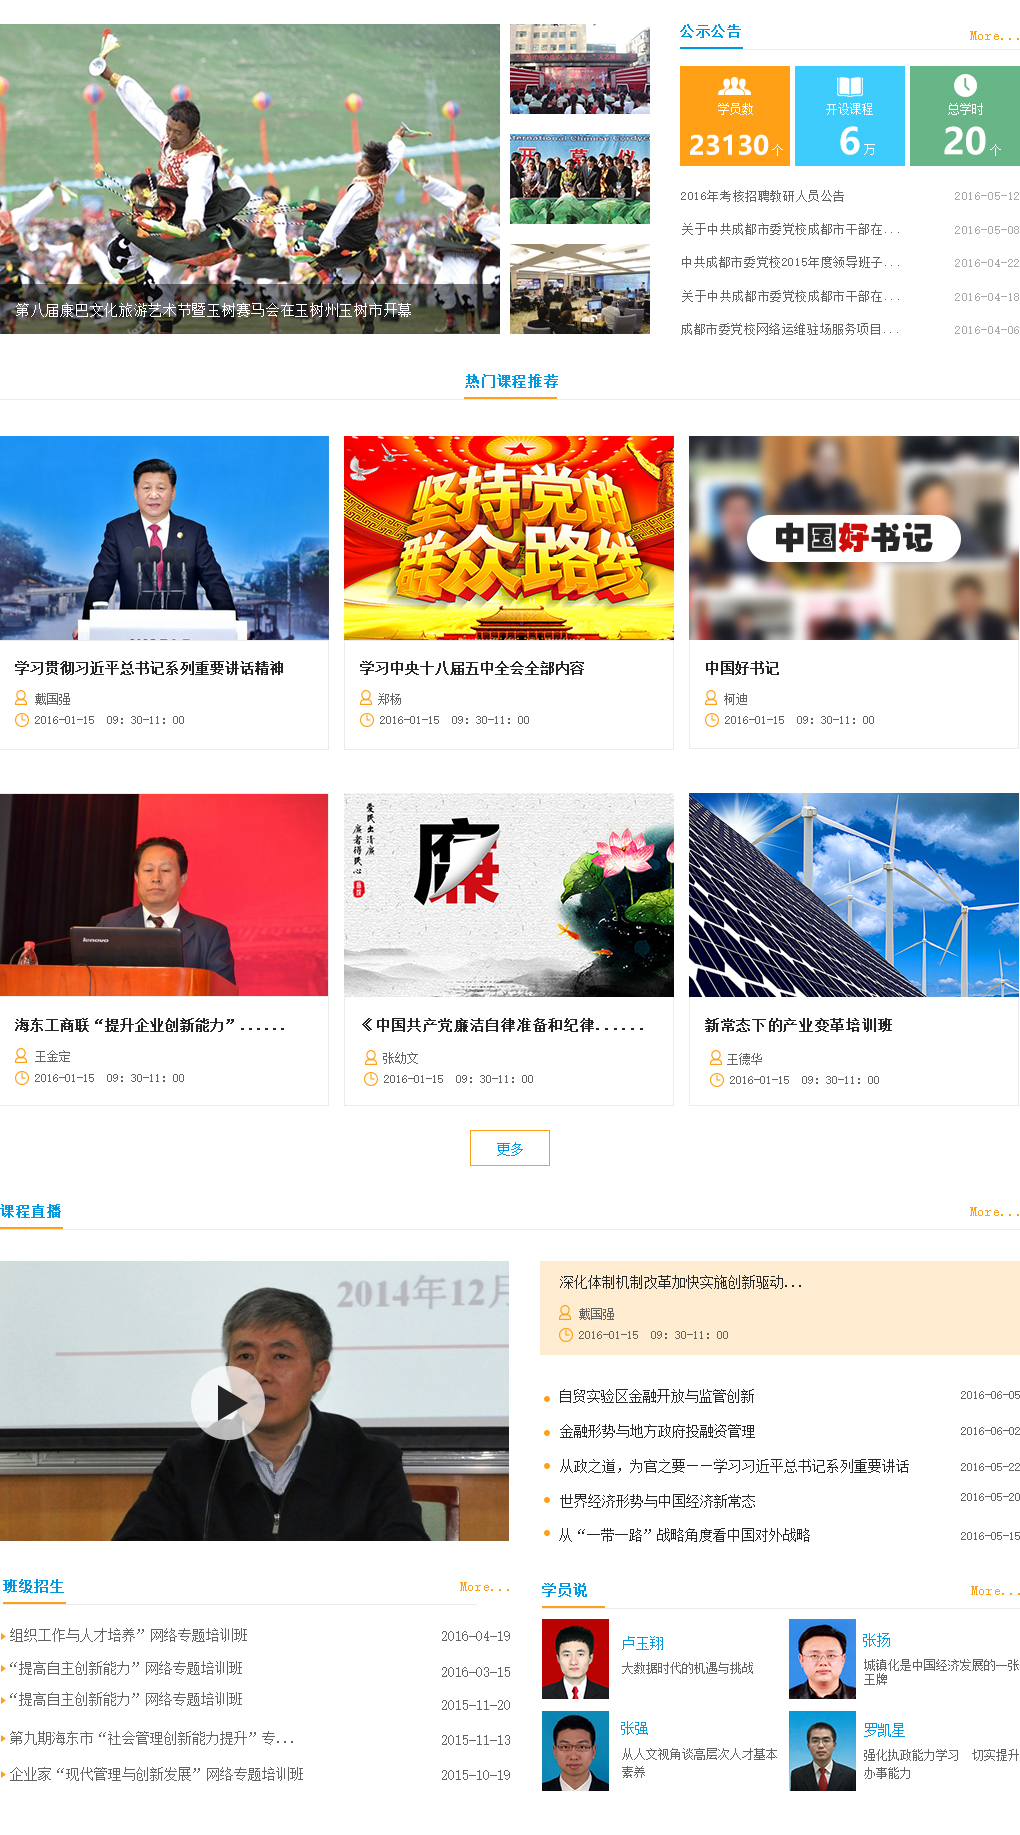 公示公告
More...
学员数
23130个
开设课程
6万
总学时
20个
第八届康巴文化旅游艺术节暨玉树赛马会在玉树州玉树市开幕
2016年考核招聘教研人员公告 2016-05-12
关于中共成都市委党校成都市干部在... 2016-05-08
中共成都市委党校2015年度领导班子... 2016-04-22
关于中共成都市委党校成都市干部在... 2016-04-18
成都市委党校网络运维驻场服务项目... 2016-04-06
热门课程推荐
坚持党的
群众路线
中国好书记
学习贯彻习近平总书记系列重要讲话精神
戴国强
2016-01-15 09：30-11：00
学习中央十八届五中全会全部内容
郑杨
2016-01-15 09：30-11：00
中国好书记
柯迪
2016-01-15 09：30-11：00
lenovo
廉
海东工商联“提升企业创新能力”......
王金定
2016-01-15 09：30-11：00
《中国共产党廉洁自律准备和纪律......
张幼文
2016-01-15 09：30-11：00
新常态下的产业变革培训班
王德华
2016-01-15 09：30-11：00
更多
课程直播
More...
2014年12月
深化体制机制改革加快实施创新驱动...
戴国强
2016-01-15 09：30-11：00
自贸实验区金融开放与监管创新 2016-06-05
金融形势与地方政府投融资管理 2016-06-02
从政之道，为官之要——学习习近平总书记系列重要讲话 2016-05-22
世界经济形势与中国经济新常态 2016-05-20
从“一带一路”战略角度看中国对外战略 2016-05-15
班级招生
More...
组织工作与人才培养”网络专题培训班 2016-04-19
“提高自主创新能力”网络专题培训班 2016-03-15
“提高自主创新能力”网络专题培训班 2015-11-20
第九期海东市“社会管理创新能力提升”专... 2015-11-13
企业家“现代管理与创新发展”网络专题培训班 2015-10-19
学员说
More...
卢玉翔
大数据时代的机遇与挑战
张扬
城镇化是中国经济发展的一张
王牌
张强
从人文视角谈高层次人才基本
素养
罗凯星
强化执政能力学习 切实提升
办事能力